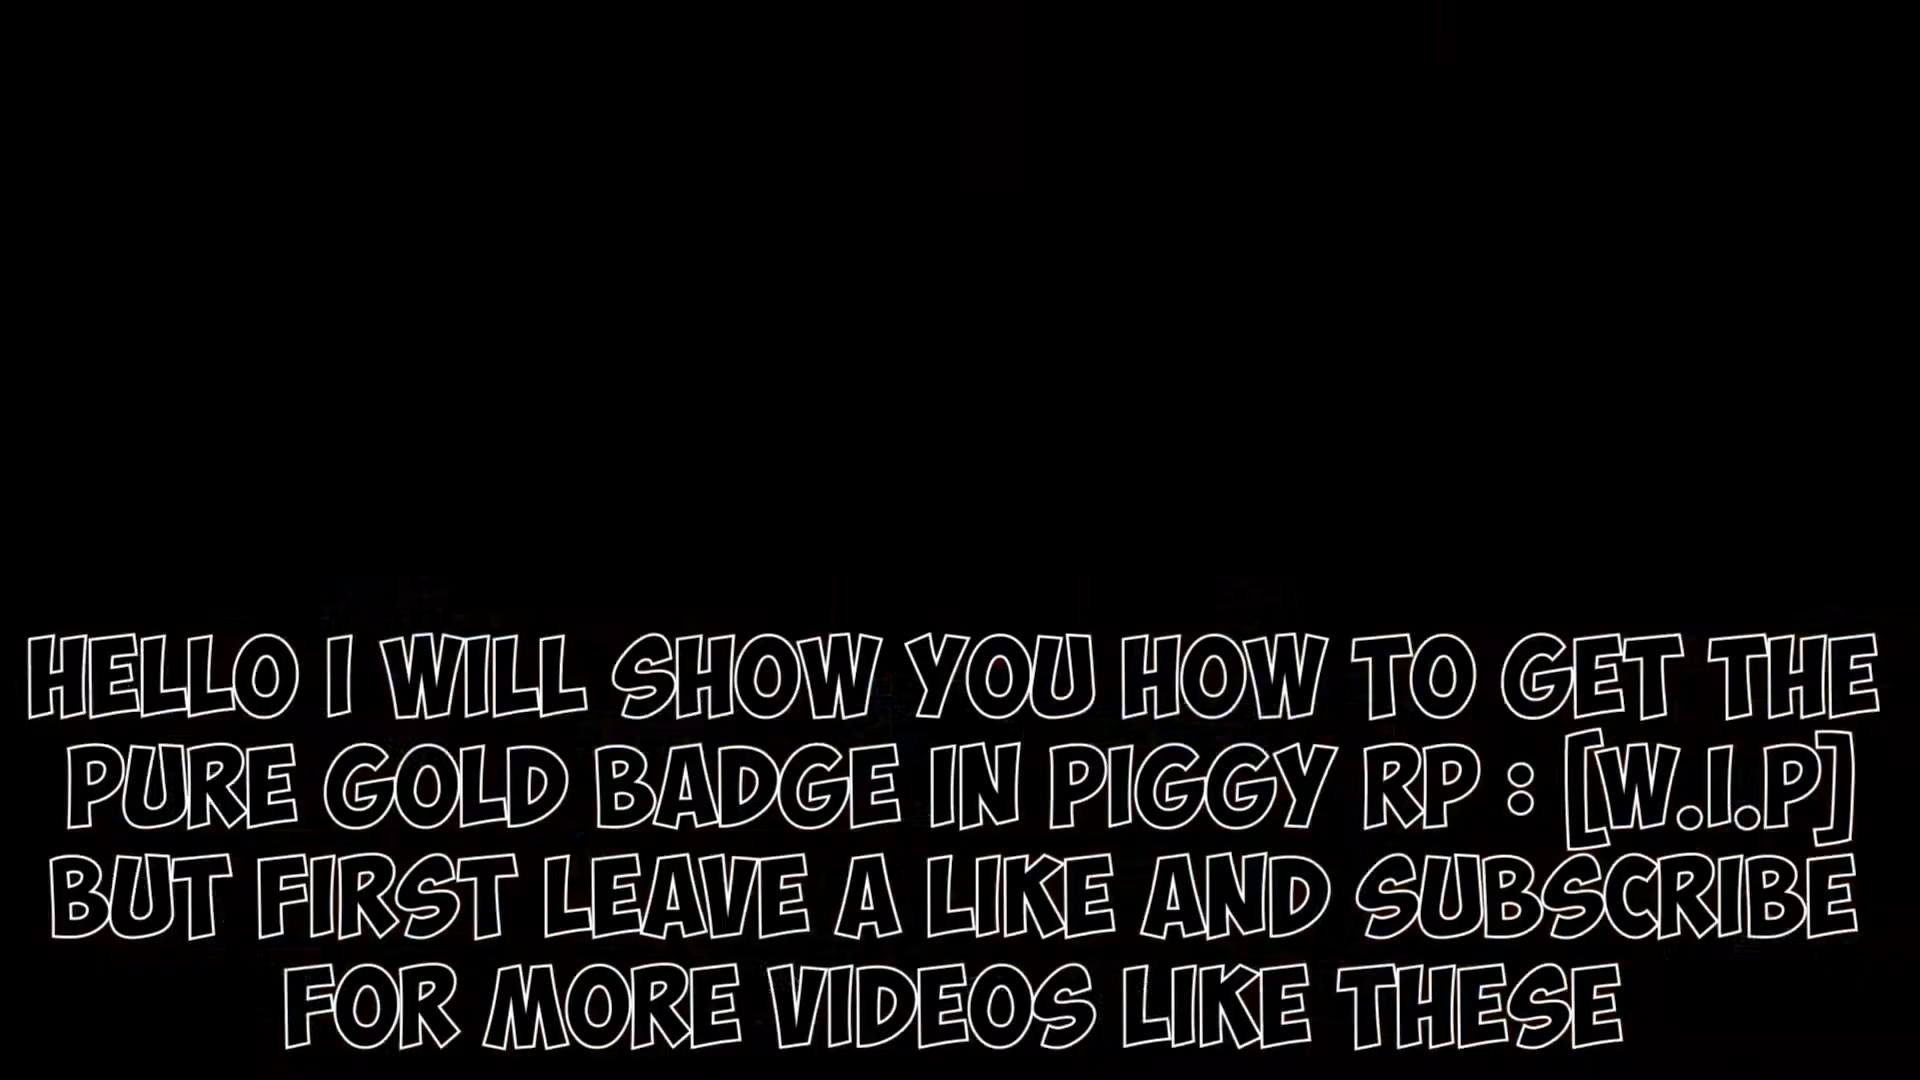 HELLO I WILL SHOW YOU HOW TO GET THE
PURE GOLD BADGE IN PIGGY RP : [W.I.P]
BUT FIRST LEAVE A LIKE AND SUBSCRIBE
FOR MORE VIDEOS LIKE THESE